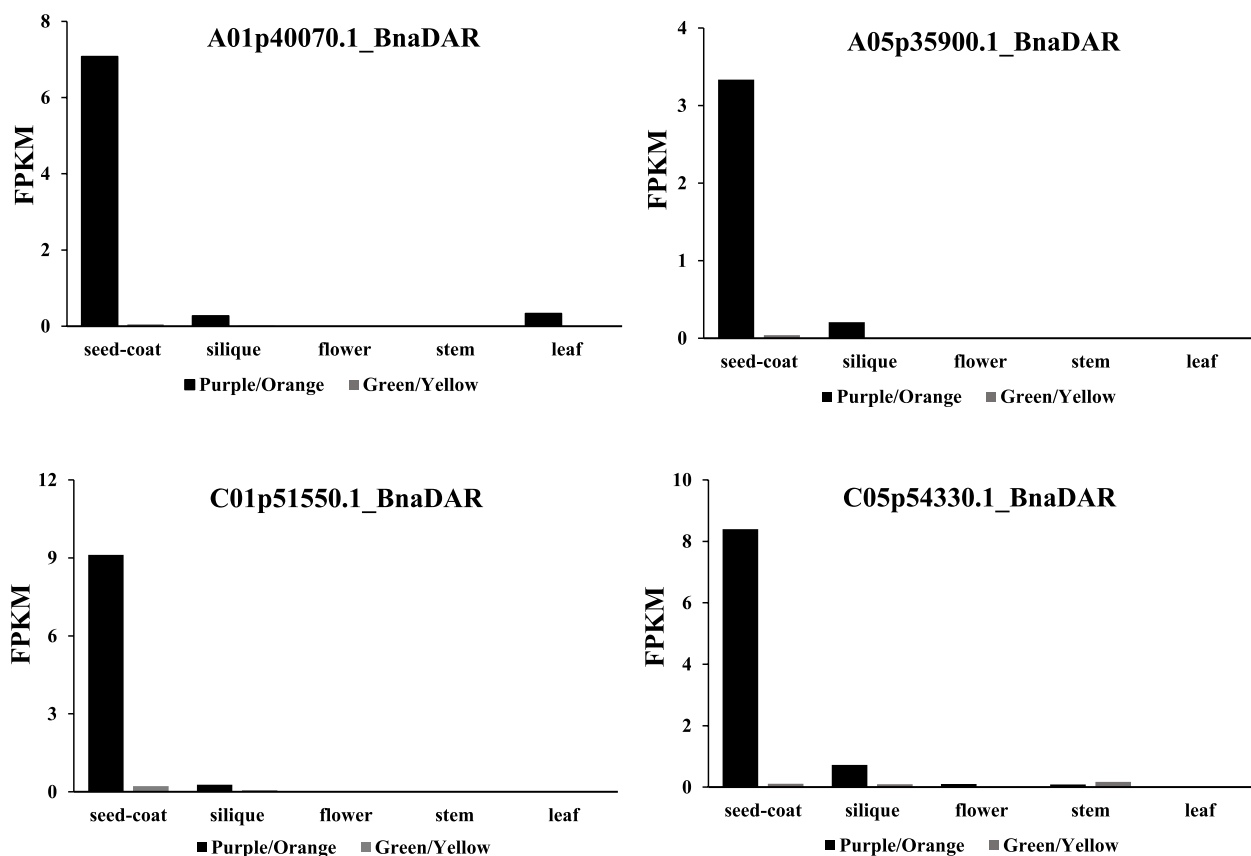 A01p40070.1_BnaDAR
FPKM
8
6
4
2
0
seed-coat silique flower stem leaf
Purple/Orange Green/Yellow
A05p35900.1_BnaDAR
FPKM
4
3
2
1
0
seed-coat silique flower stem leaf
Purple/Orange Green/Yellow
C01p51550.1_BnaDAR
FPKM
12
9
6
3
0
seed-coat silique flower stem leaf
Purple/Orange Green/Yellow
C05p54330.1_BnaDAR
FPKM
10
8
6
4
2
0
seed-coat silique flower stem leaf
Purple/Orange Green/Yellow